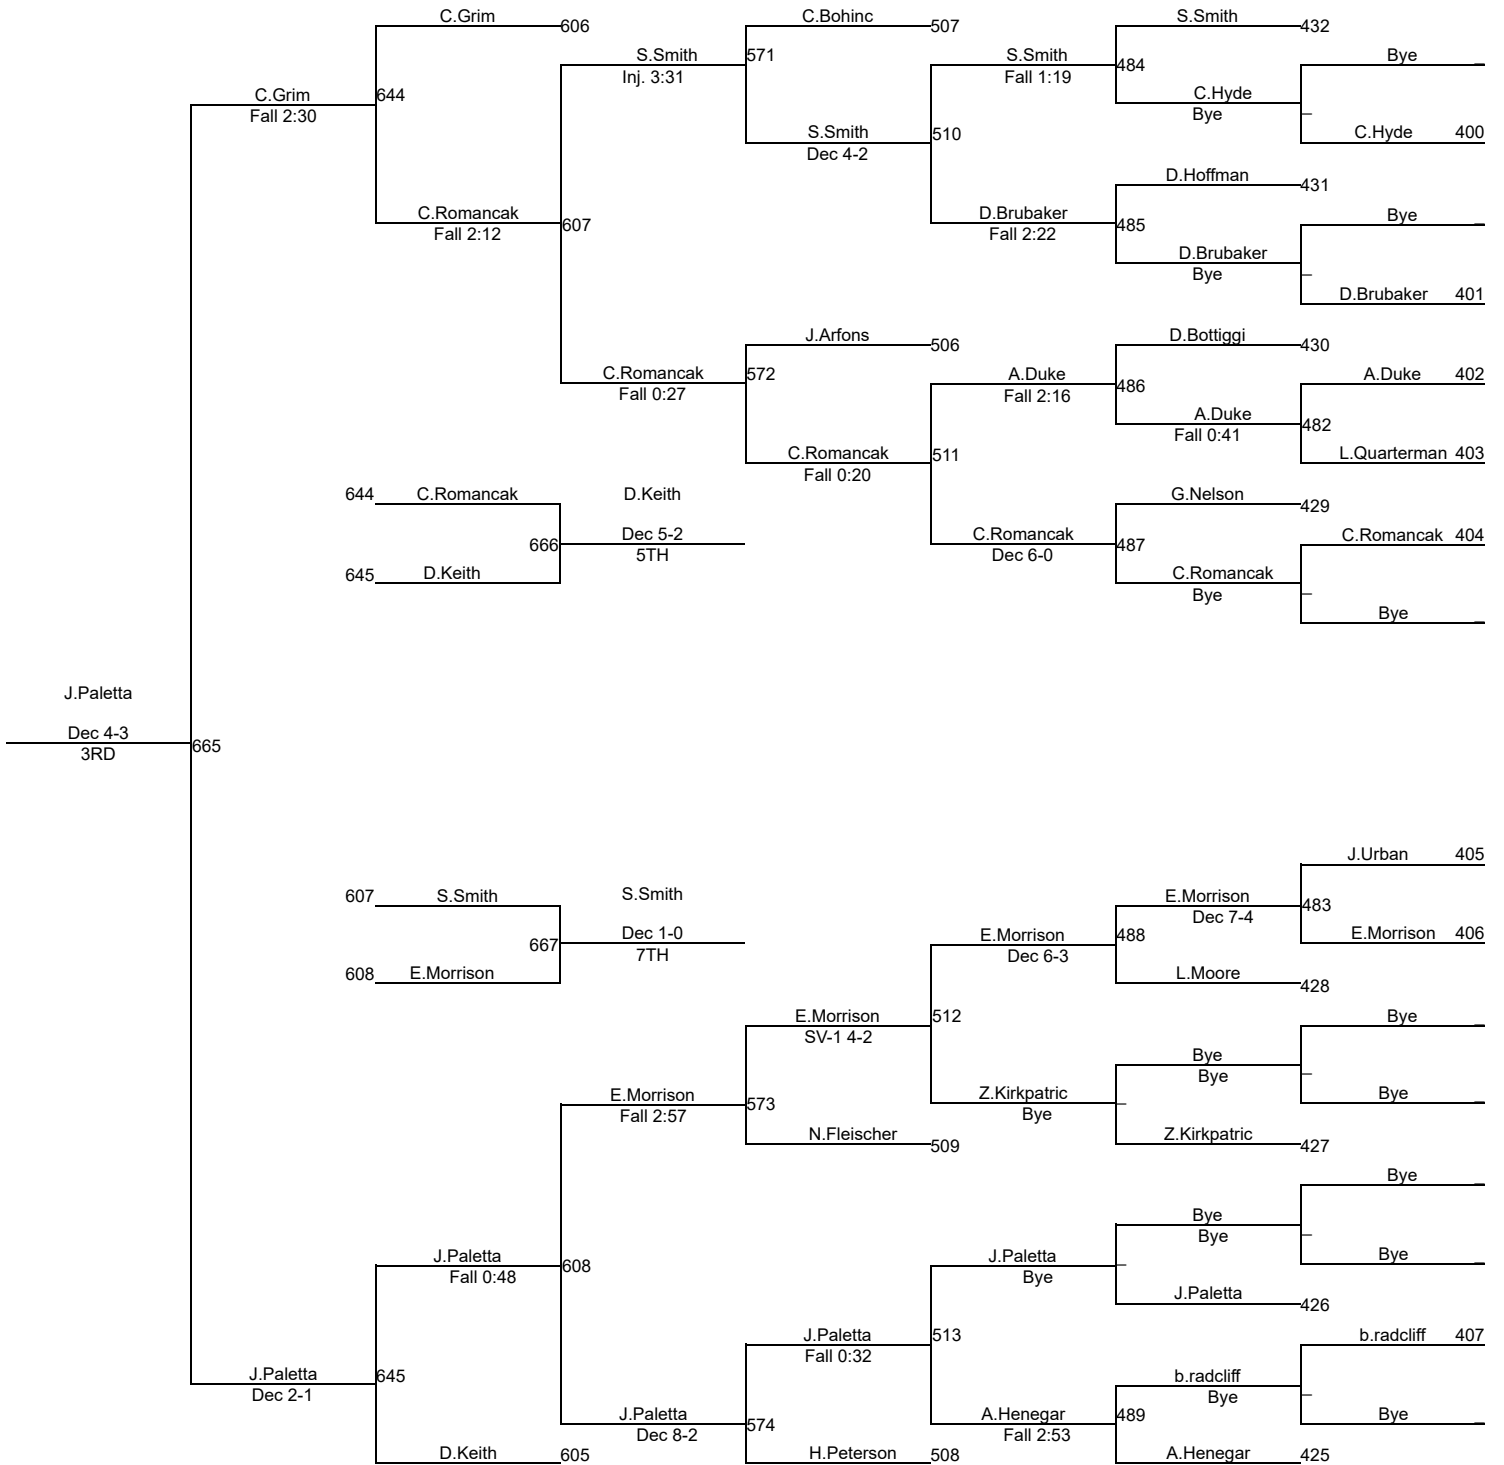 C.Grim
606
C.Bohinc
507
S.Smith
432
S.Smith
Inj. 3:31
571
S.Smith
Fall 1:19
484
Bye
C.Grim
Fall 2:30
644
C.Hyde
Bye
S.Smith
Dec 4-2
510
C.Hyde 400
D.Hoffman
431
C.Romancak
Fall 2:12
607
D.Brubaker
Fall 2:22
485
Bye
D.Brubaker
Bye
D.Brubaker 401
J.Arfons
506
D.Bottiggi
430
C.Romancak
Fall 0:27
572
A.Duke
Fall 2:16
486
A.Duke 402
A.Duke
Fall 0:41
482
C.Romancak
Fall 0:20
511
L.Quarterman 403
644 C.Romancak
D.Keith
G.Nelson
429
666
Dec 5-2
5TH
C.Romancak
Dec 6-0
487
C.Romancak 404
645 D.Keith
C.Romancak
Bye
Bye
J.Paletta
Dec 4-3
3RD
665
J.Urban 405
607 S.Smith
S.Smith
E.Morrison
Dec 7-4
483
667
Dec 1-0
7TH
E.Morrison
Dec 6-3
488
E.Morrison 406
608 E.Morrison
L.Moore
428
E.Morrison
SV-1 4-2
512
Bye
Bye
Bye
E.Morrison
Fall 2:57
573
Z.Kirkpatric
Bye
Bye
N.Fleischer
509
Z.Kirkpatric
427
Bye
Bye
Bye
J.Paletta
Fall 0:48
608
J.Paletta
Bye
Bye
J.Paletta
426
J.Paletta
Fall 0:32
513
b.radcliff 407
J.Paletta
Dec 2-1
645
b.radcliff
Bye
J.Paletta
Dec 8-2
574
A.Henegar
Fall 2:53
489
Bye
D.Keith
605
H.Peterson
508
A.Henegar
425